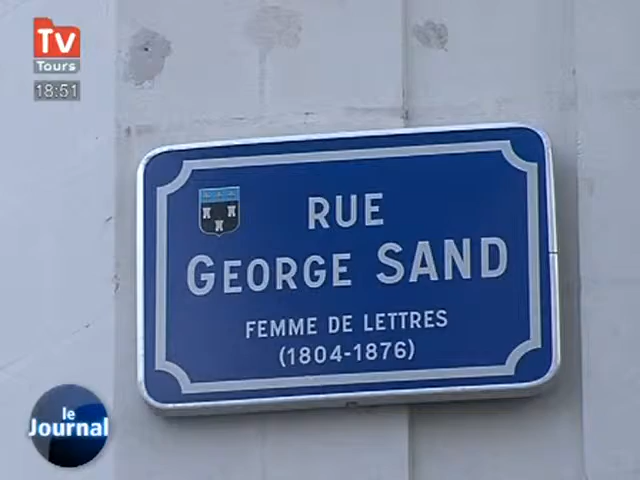 Tv
Tours
18:51
RUE
GEORGE SAND
FEMME DE LETTRES
(1804-1876)
le
Journal